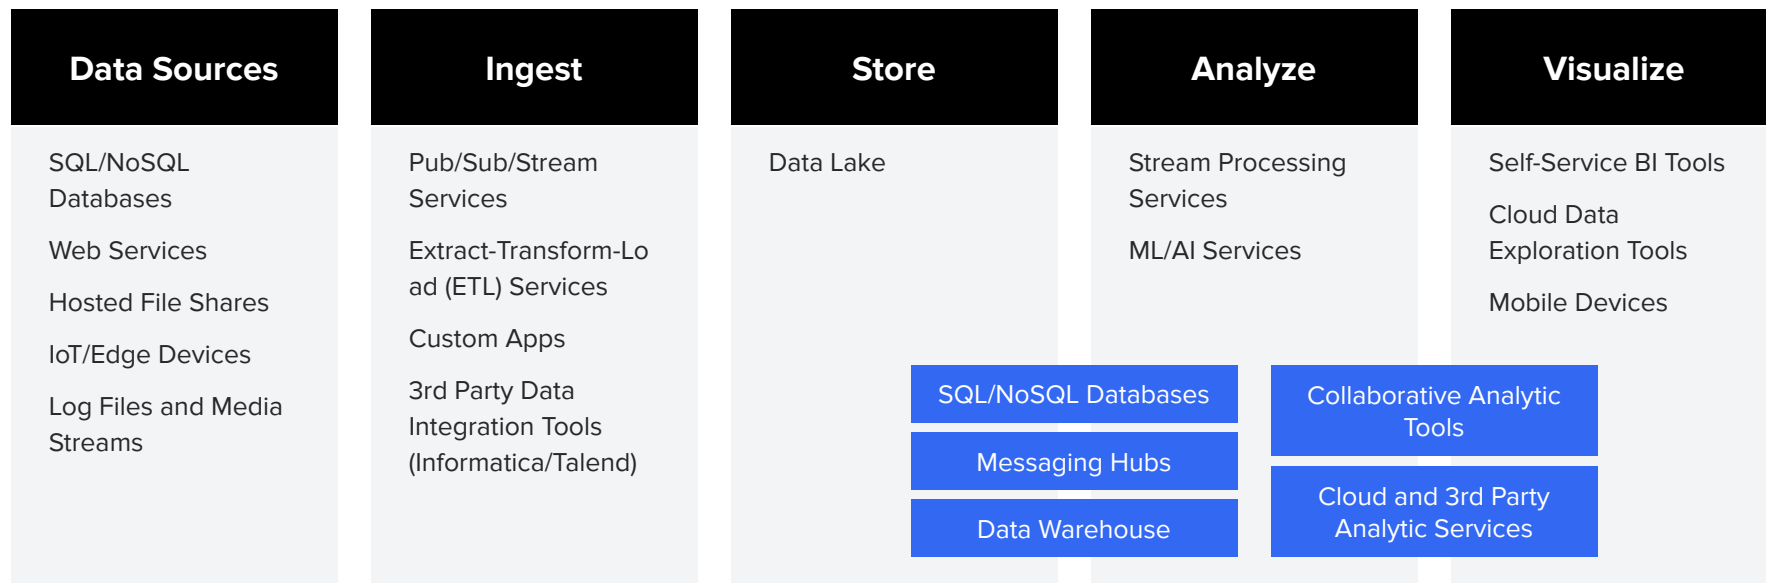 Data Sources
SQL/NoSQL
Databases
Web Services
Hosted File Shares
IoT/Edge Devices
Log Files and Media
Streams
Ingest
Pub/Sub/Stream
Services
Extract-Transform-Lo
ad (ETL) Services
Custom Apps
3rd Party Data
Integration Tools
(Informatica/Talend)
Store
Data Lake
Analyze
Stream Processing
Services
ML/AI Services
Visualize
Self-Service BI Tools
Cloud Data
Exploration Tools
Mobile Devices
SQL/NoSQL Databases
Messaging Hubs
Data Warehouse
Collaborative Analytic
Tools
Cloud and 3rd Party
Analytic Services